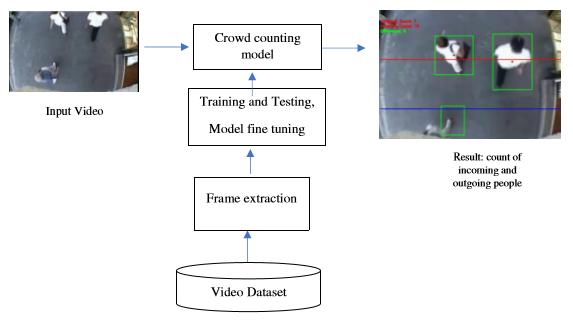 Crowd counting
model
Training and Testing,
Model fine tuning
Input Video
Result: count of
incoming and
outgoing people
Frame extraction
Video Dataset